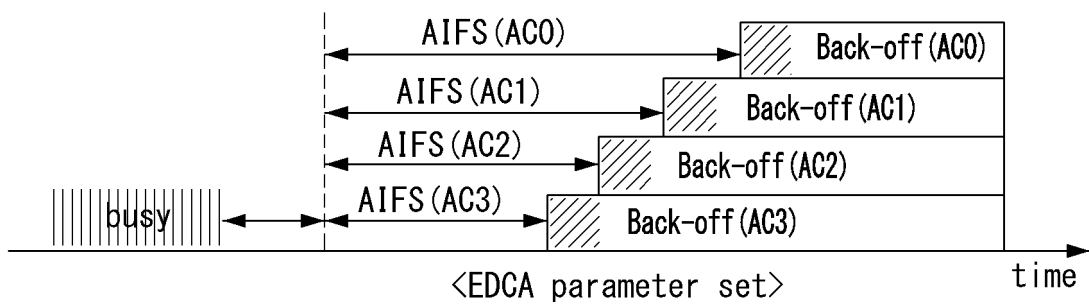 AIFS(AC0)
Back-off(AC0)
AIFS(AC1)
Back-off(AC1)
AIFS(AC2)
Back-off(AC2)
busy
AIFS(AC3)
Back-off(AC3)
time
<EDCA parameter set>